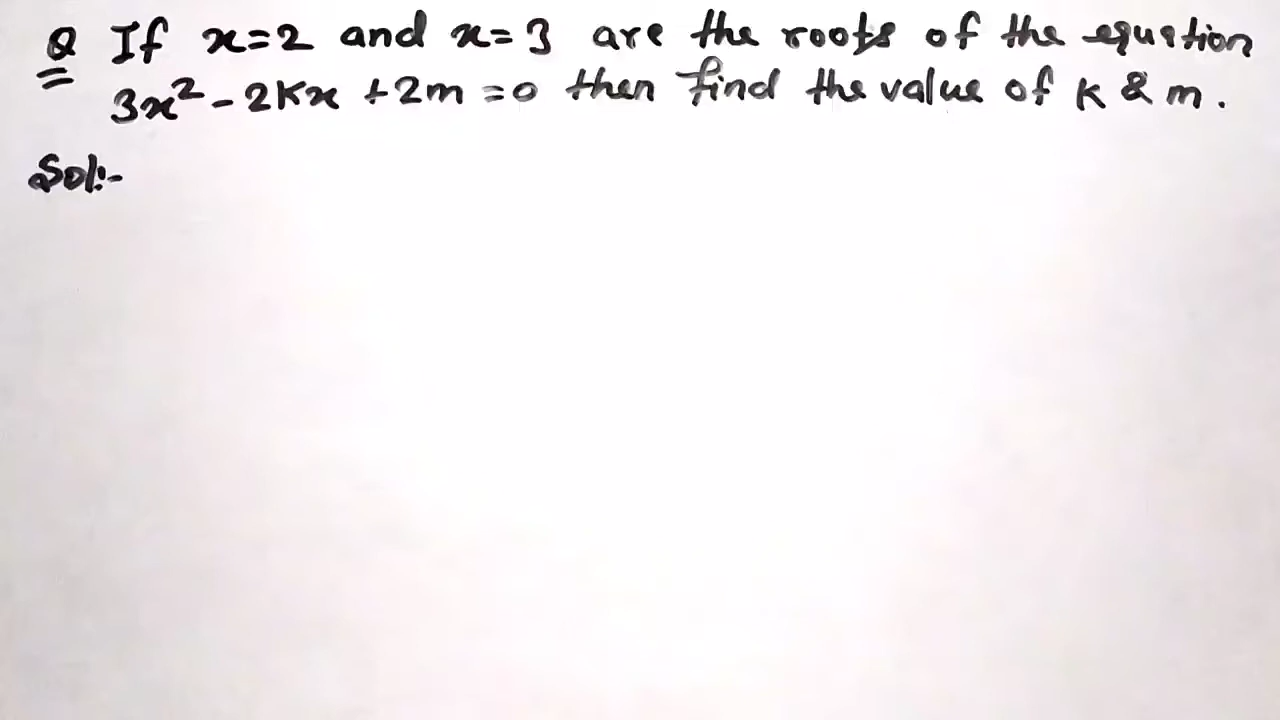 Q If x=2 and x=3 are the roots of the equation
3x² - 2kx + 2m = 0 then find the value of k & m.
Sol:-